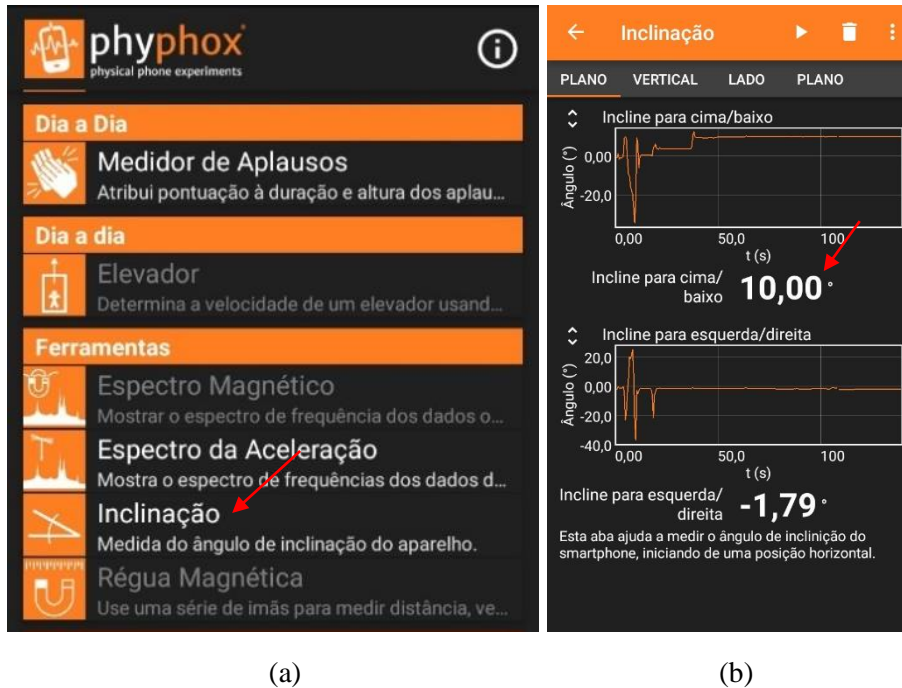 phyphox
physical phone experiments
Dia a Dia
Medidor de Aplausos
Atribui pontuação à duração e altura dos aplau...
Dia a dia
Elevador
Determina a velocidade de um elevador usand...
Ferramentas
Espectro Magnético
Mostrar o espectro de frequência dos dados o...
Espectro da Aceleração
Mostra o espectro de frequências dos dados d...
Inclinação
Medida do ângulo de inclinação do aparelho.
Régua Magnética
Use uma série de imãs para medir distância, ve...
(a)
Inclinação
PLANO VERTICAL LADO PLANO
Incline para cima/baixo
Ângulo (°)
0,00
-20,0
0,00 50,0 100
t (s)
Incline para cima/
baixo
10,00 °
Incline para esquerda/direita
Ângulo (°)
20,0
0,00
-20,0
-40,0
0,00 50,0 100
t (s)
Incline para esquerda/
direita
-1,79 °
Esta aba ajuda a medir o ângulo de inclinição do
smartphone, iniciando de uma posição horizontal.
(b)